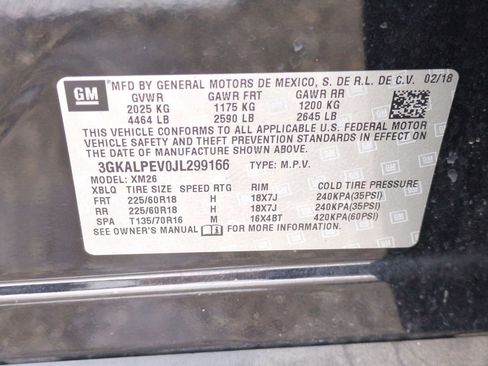 GM
MFD BY GENERAL MOTORS DE MEXICO, S. DE R.L. DE C.V. 02/18
GVWR GAWR FRT GAWR RR
2025 KG 1175 KG 1200 KG
4464 LB 2590 LB 2645 LB
THIS VEHICLE CONFORMS TO ALL APPLICABLE U.S. FEDERAL MOTOR
VEHICLE SAFETY AND THEFT PREVENTION STANDARDS IN EFFECT ON
THE DATE OF MANUFACTURE SHOWN ABOVE.
3GKALPEV0JL299166 TYPE: M.P.V.
MODEL: XM26
XBLQ TIRE SIZE SPEED RTG RIM COLD TIRE PRESSURE
FRT 225/60R18 H 18X7J 240KPA(35PSI)
RR 225/60R18 H 18X7J 240KPA(35PSI)
SPA T135/70R16 M 16X4BT 420KPA(60PSI)
SEE OWNER'S MANUAL FOR MORE INFORMATION.